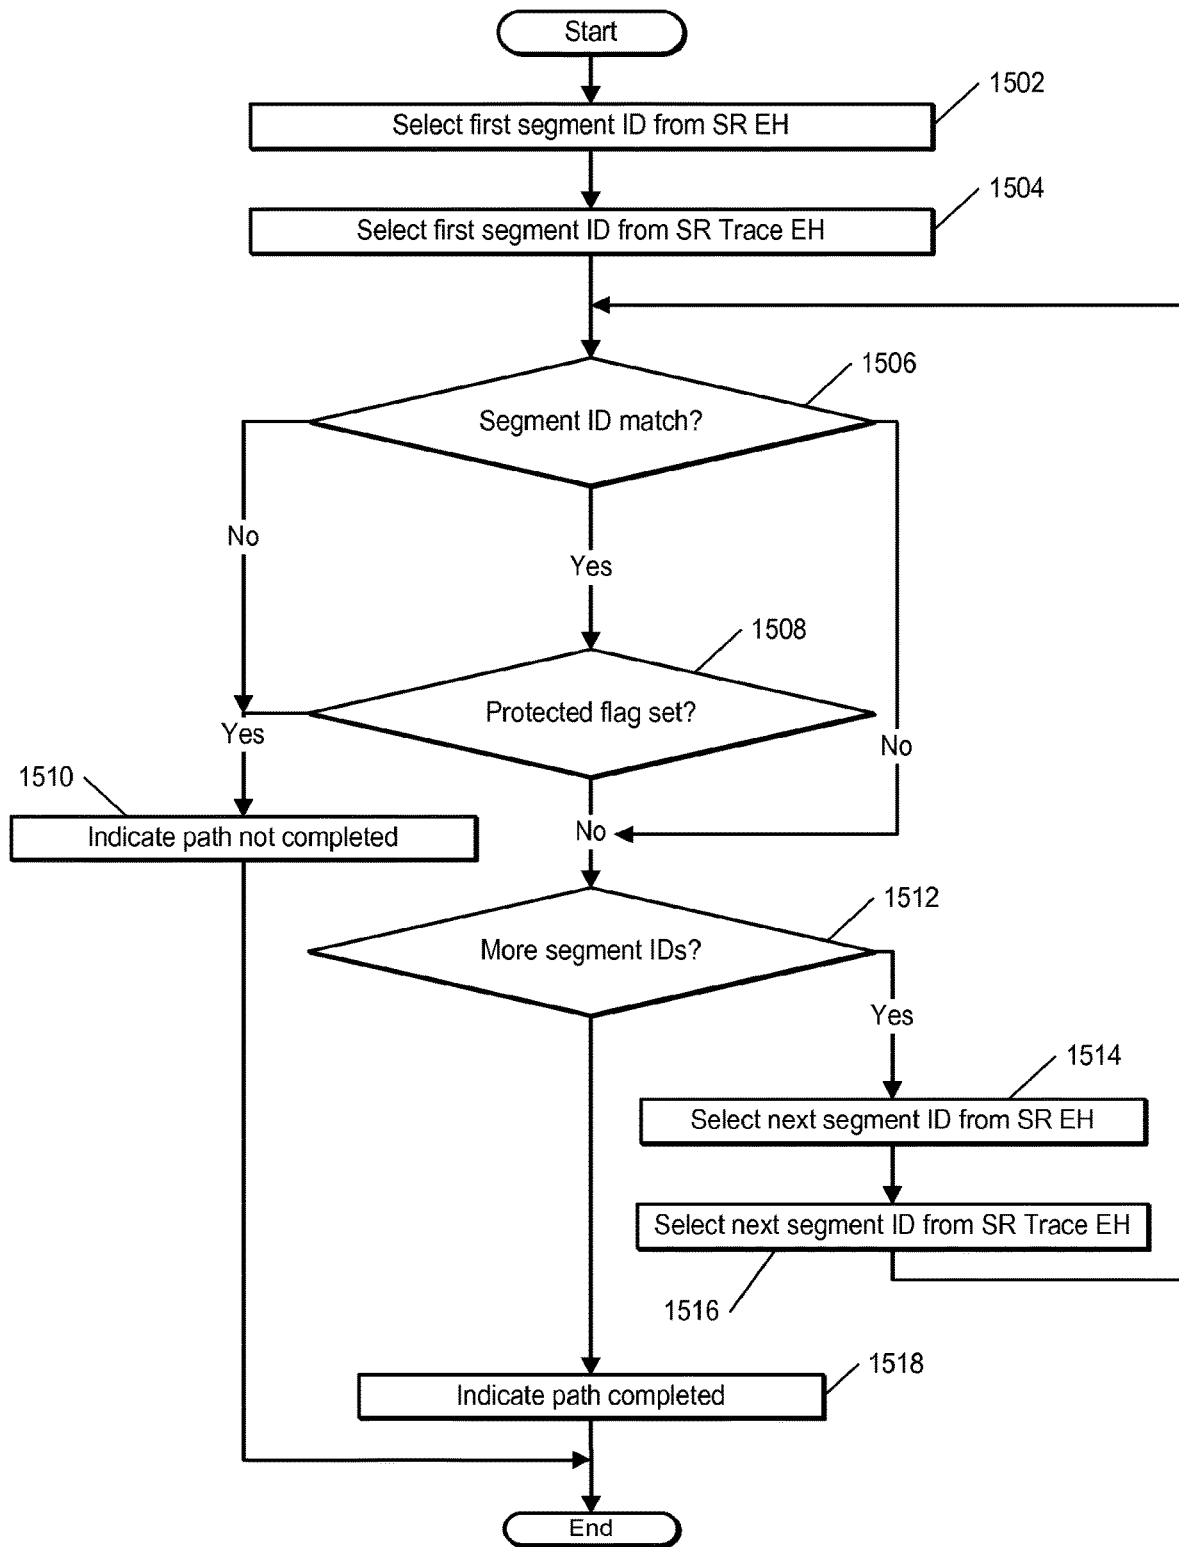 Start
1502
Select first segment ID from SR EH
1504
Select first segment ID from SR Trace EH
1506
Segment ID match?
No
Yes
1508
Protected flag set?
Yes
No
1510
Indicate path not completed
No
1512
More segment IDs?
Yes
1514
Select next segment ID from SR EH
Select next segment ID from SR Trace EH
1516
1518
Indicate path completed
End